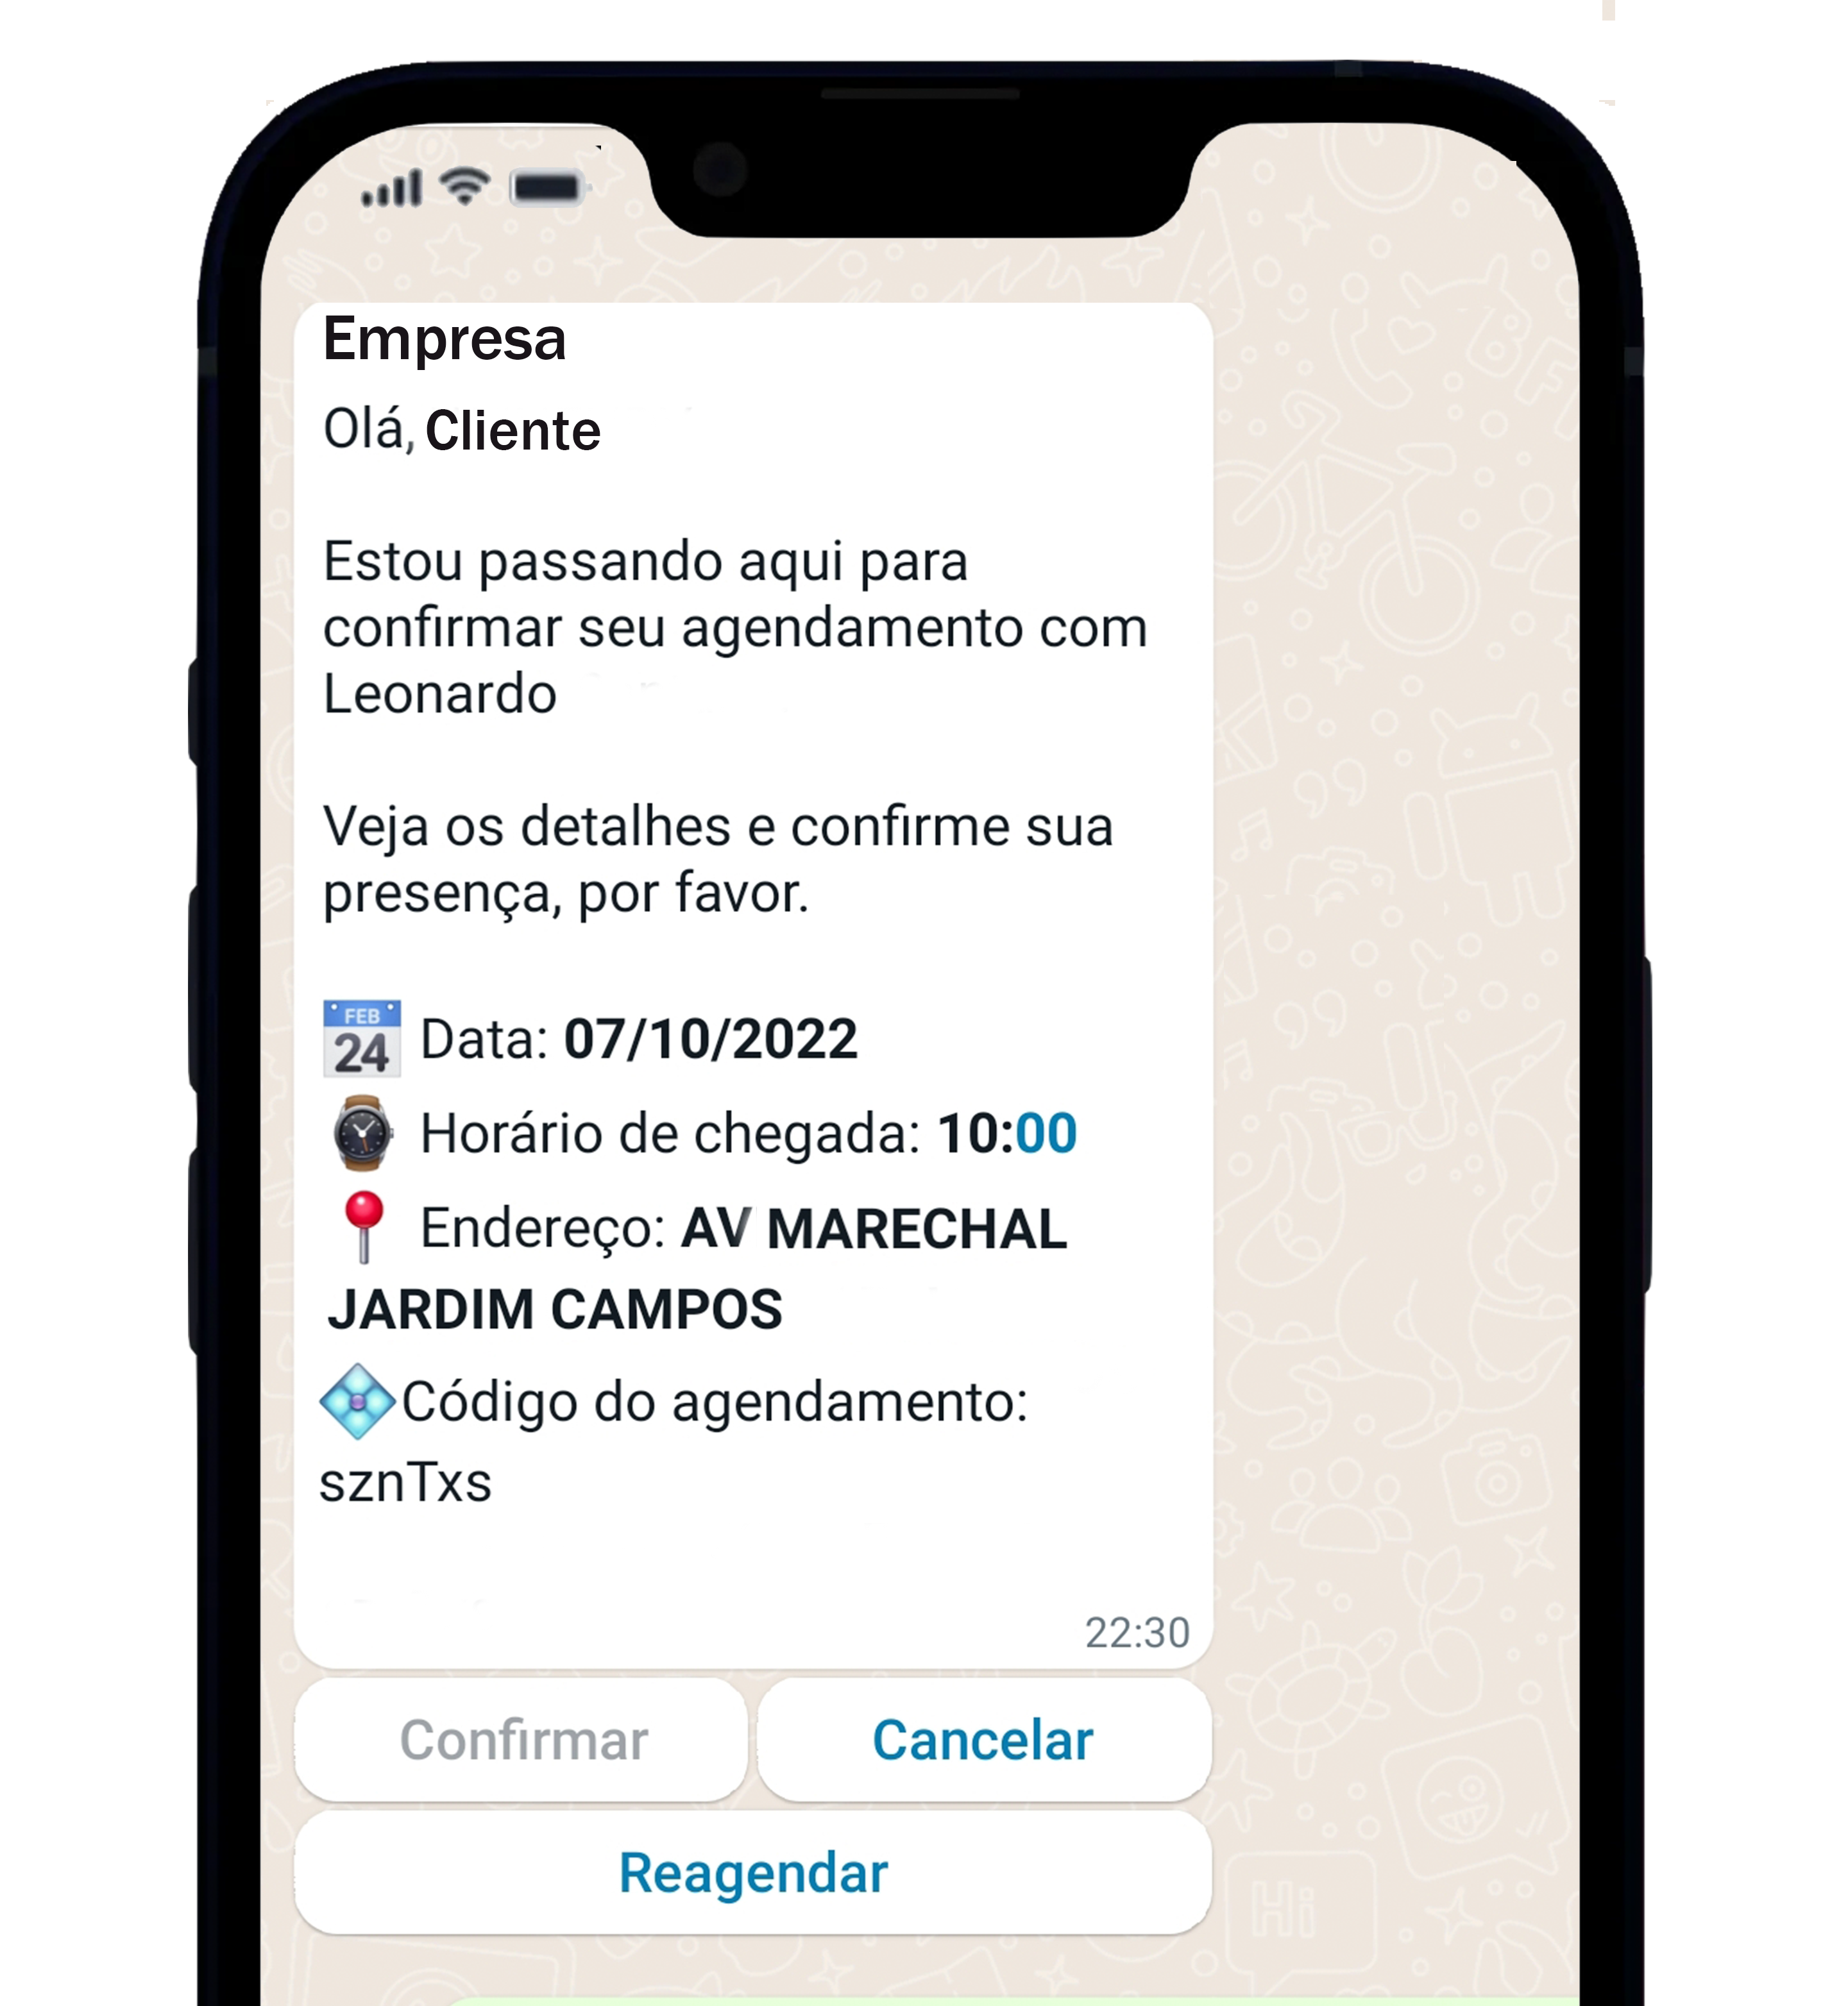 Empresa
Olá, Cliente
Estou passando aqui para
confirmar seu agendamento com
Leonardo
Veja os detalhes e confirme sua
presença, por favor.
FEB
24
Data: 07/10/2022
Horário de chegada: 10:00
Endereço: AV MARECHAL
JARDIM CAMPOS
Código do agendamento:
sznTxs
22:30
Confirmar
Cancelar
Reagendar
Hi